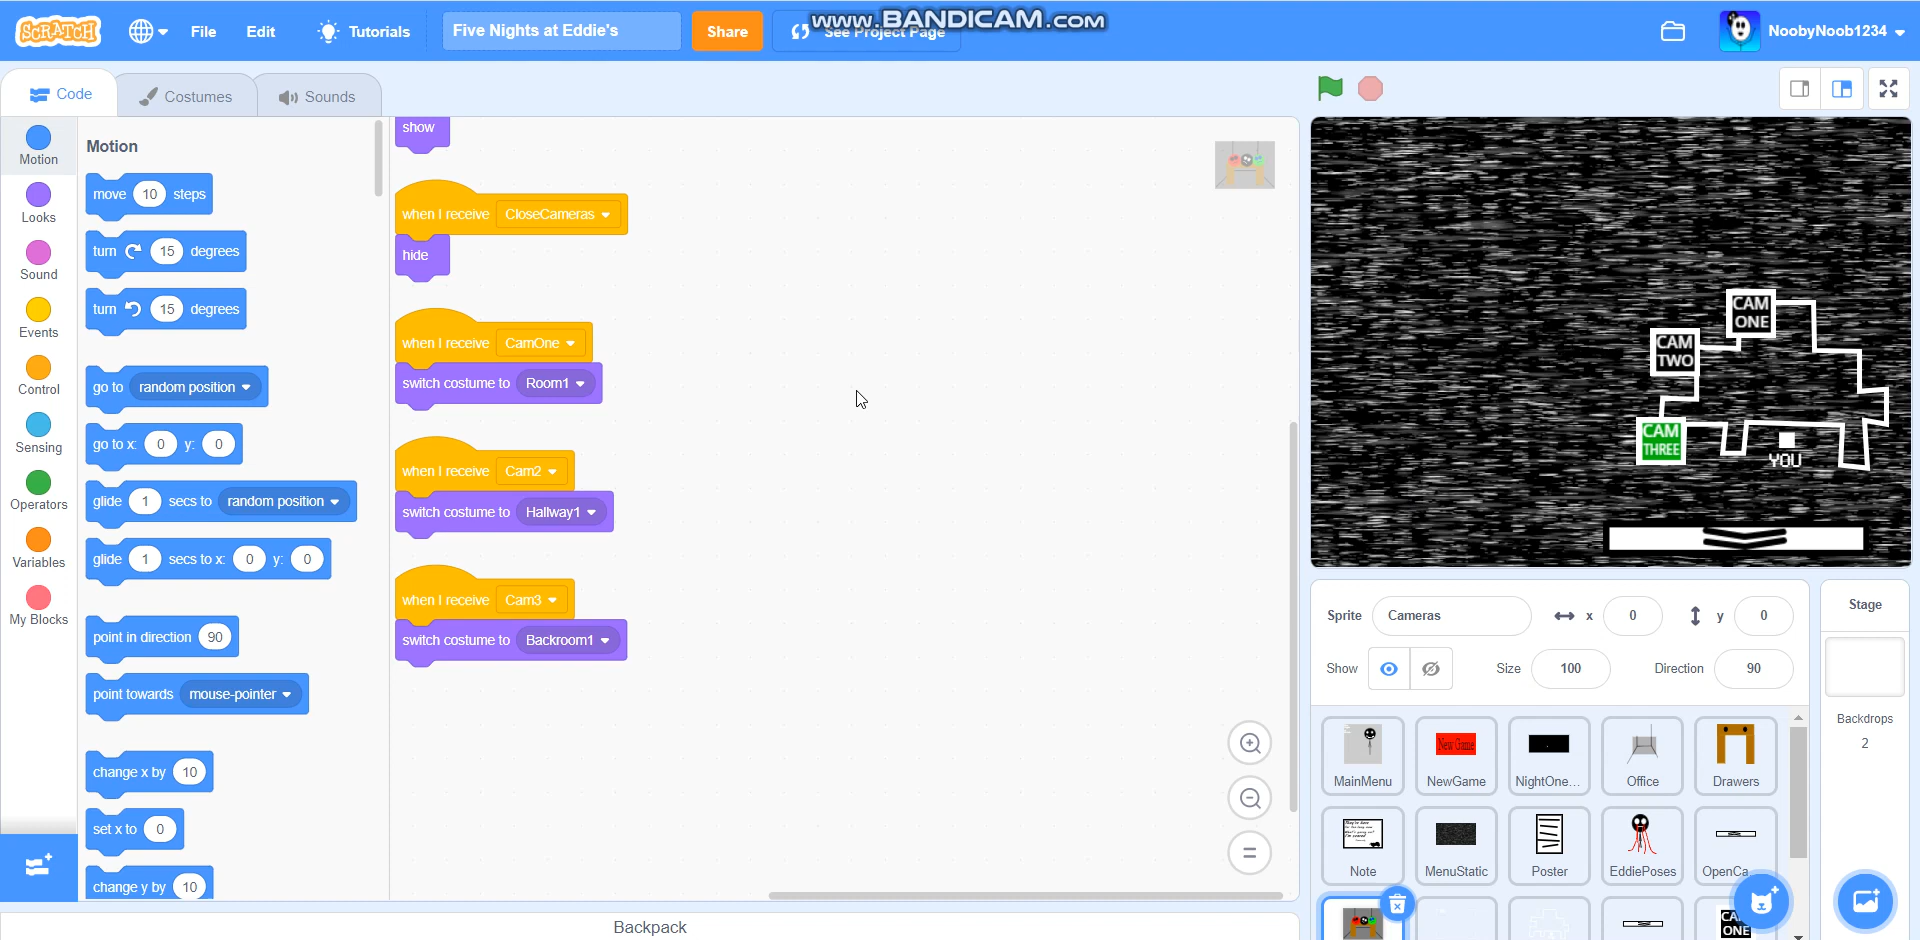 SCRATCH
File
Edit
Tutorials
Five Nights at Eddie's
Share
See Project Page
www.BANDICAM.com
NoobyNoob1234
Code
Costumes
Sounds
Motion
Looks
Sound
Events
Control
Sensing
Operators
Variables
My Blocks
Motion
move 10 steps
turn 15 degrees
turn 15 degrees
go to random position
go to x: 0 y: 0
glide 1 secs to random position
glide 1 secs to x: 0 y: 0
point in direction 90
point towards mouse-pointer
change x by 10
set x to 0
change y by 10
show
when I receive CloseCameras
hide
when I receive CamOne
switch costume to Room1
when I receive Cam2
switch costume to Hallway1
when I receive Cam3
switch costume to Backroom1
Backpack
CAM
ONE
CAM
TWO
CAM
THREE
YOU
Sprite Cameras x 0 y 0
Show Size 100 Direction 90
Stage
Backdrops
2
New Game
MainMenu
NewGame
NightOne...
Office
Drawers
Note
MenuStatic
Poster
EddiePoses
OpenCa
CA
ONE